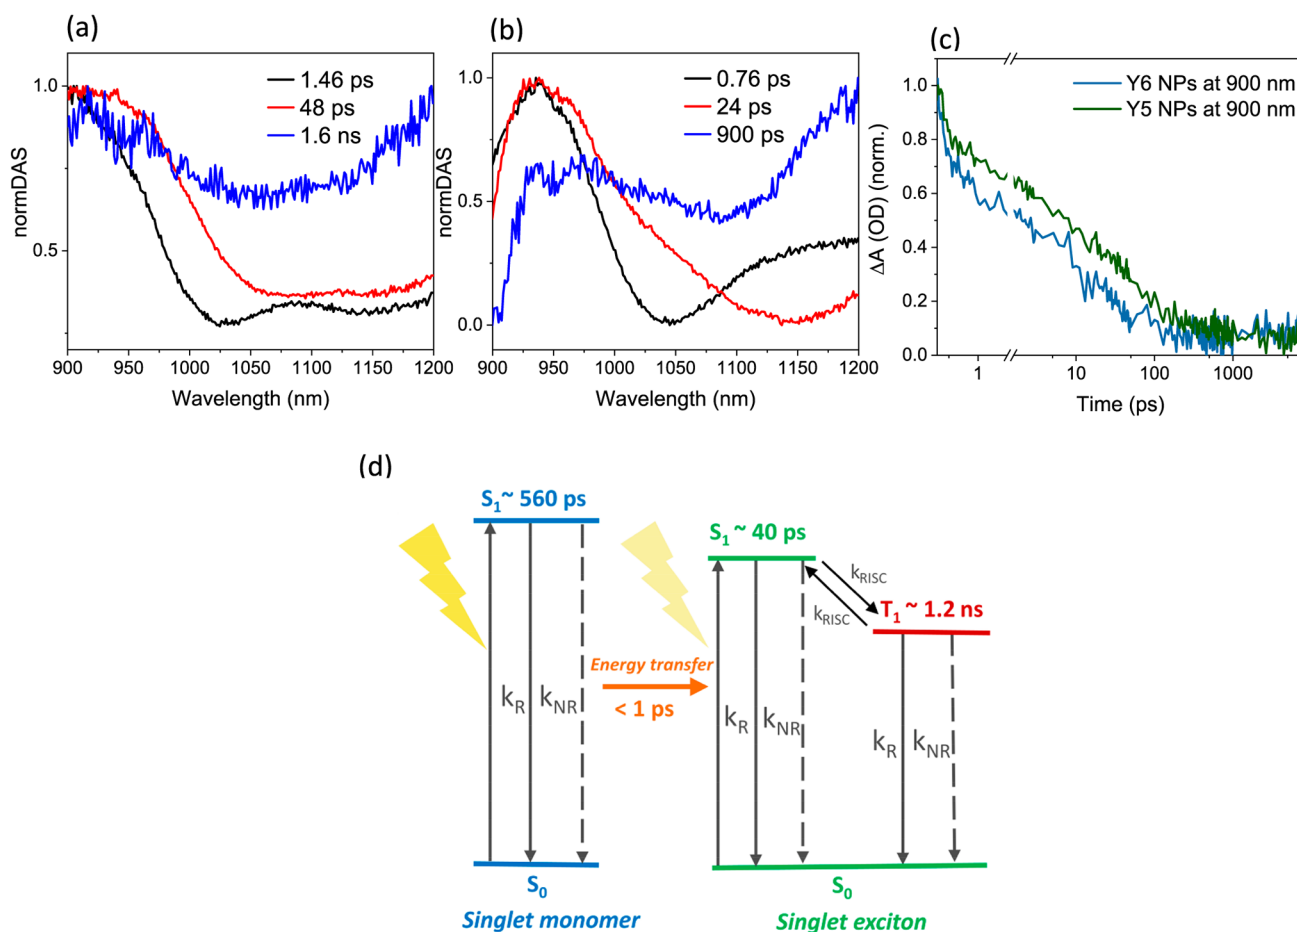 (a)
normDAS
1.0
0.5
1.46 ps
48 ps
1.6 ns
900 950 1000 1050 1100 1150 1200
Wavelength (nm)
(b)
normDAS
1.0
0.5
0.0
0.76 ps
24 ps
900 ps
900 950 1000 1050 1100 1150 1200
Wavelength (nm)
(c)
ΔA (OD) (norm.)
1.0
0.8
0.6
0.4
0.2
0.0
Y6 NPs at 900 nm
Y5 NPs at 900 nm
1 10 100 1000
Time (ps)
(d)
S₁~ 560 ps
S₁ ~ 40 ps
kRISC
kRISC
T₁ ~ 1.2 ns
Energy transfer
< 1 ps
kR kNR
kR kNR
kR kNR
S₀
Singlet monomer
S₀
Singlet exciton